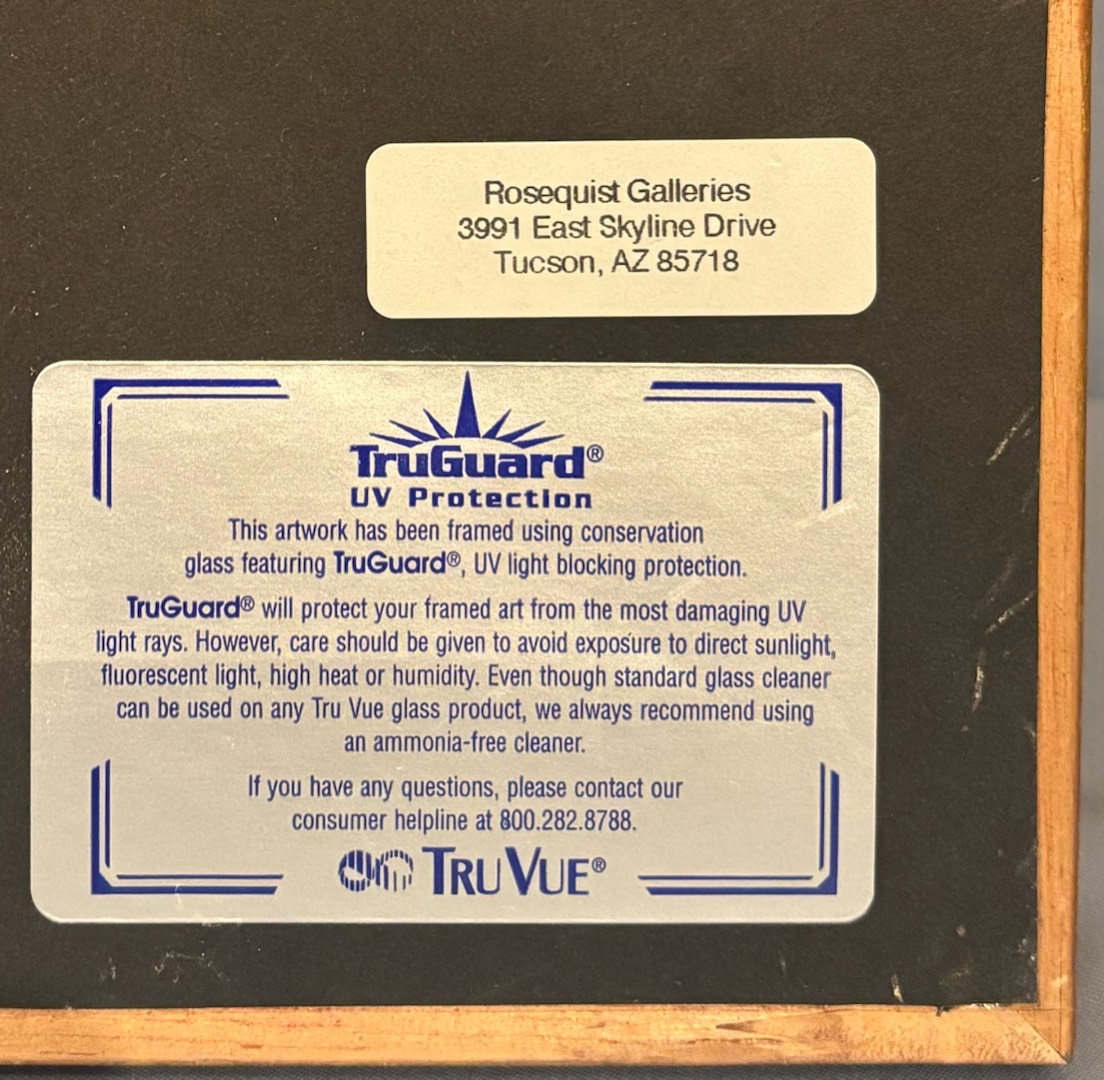 Rosequist Galleries
3991 East Skyline Drive
Tucson, AZ 85718
TruGuard®
UV Protection
This artwork has been framed using conservation
glass featuring TruGuard®, UV light blocking protection.
TruGuard® will protect your framed art from the most damaging UV
light rays. However, care should be given to avoid exposure to direct sunlight,
fluorescent light, high heat or humidity. Even though standard glass cleaner
can be used on any Tru Vue glass product, we always recommend using
an ammonia-free cleaner.
If you have any questions, please contact our
consumer helpline at 800.282.8788.
TRU VUE®